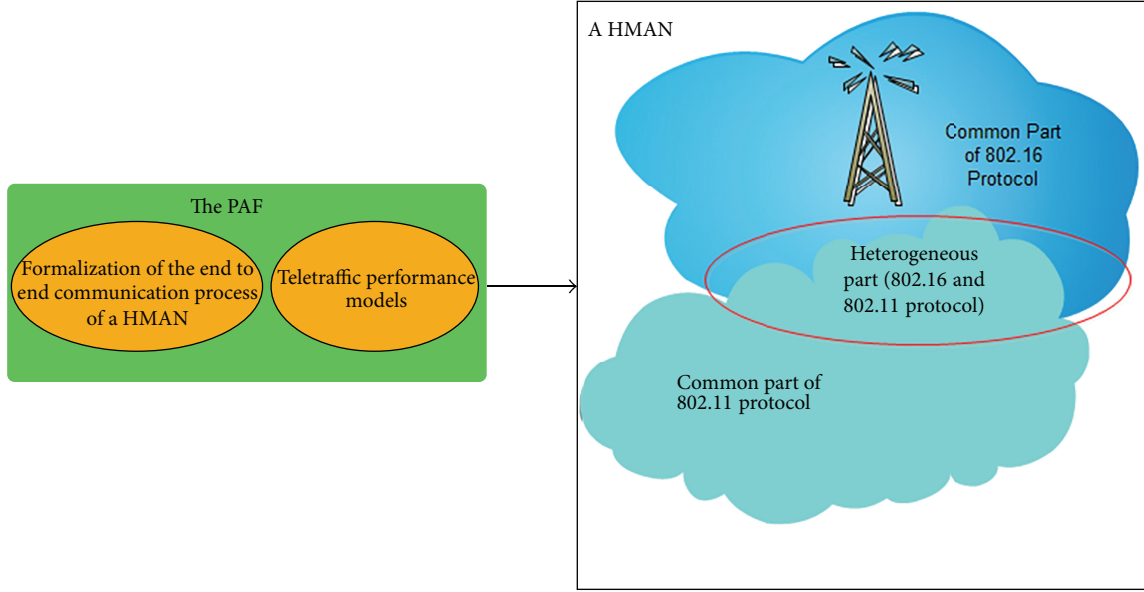 The PAF
Formalization of the end to
end communication process
of a HMAN
Teletraffic performance
models
A HMAN
Common Part
of 802.16
Protocol
Heterogeneous
part (802.16 and
802.11 protocol)
Common part of
802.11 protocol